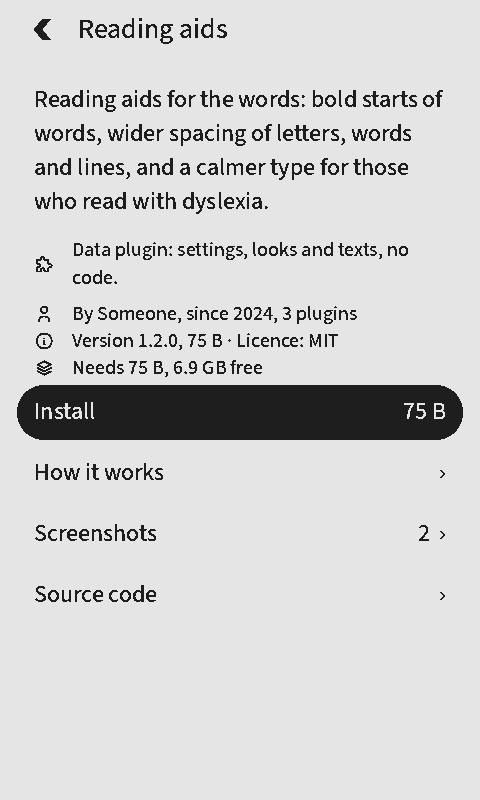 Reading aids
Reading aids for the words: bold starts of
words, wider spacing of letters, words
and lines, and a calmer type for those
who read with dyslexia.
Data plugin: settings, looks and texts, no
code.
By Someone, since 2024, 3 plugins
Version 1.2.0, 75 B · Licence: MIT
Needs 75 B, 6.9 GB free
Install 75 B
How it works ›
Screenshots 2 ›
Source code ›